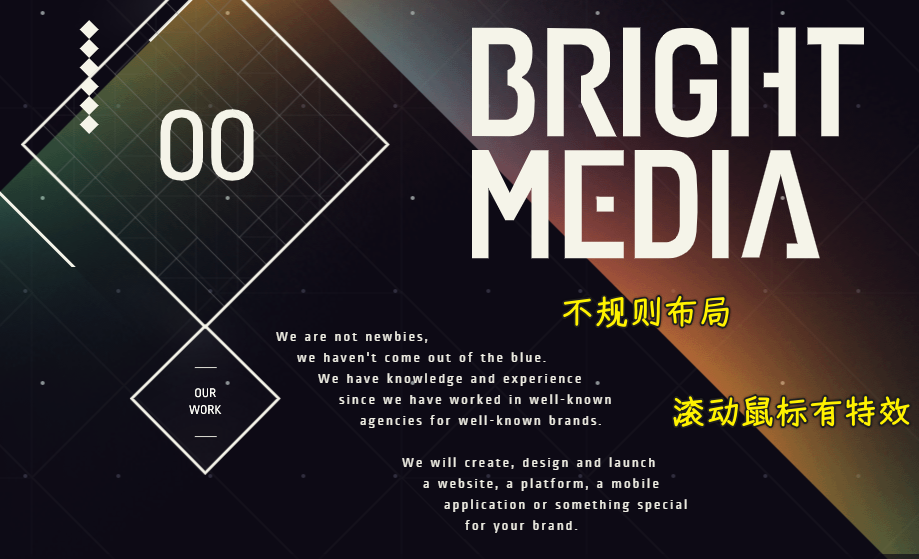 00
BRIGHT
MEDIA
不规则布局
We are not newbies,
we haven't come out of the blue.
We have knowledge and experience
since we have worked in well-known
agencies for well-known brands.
OUR
WORK
滚动鼠标有特效
We will create, design and launch
a website, a platform, a mobile
application or something special
for your brand.